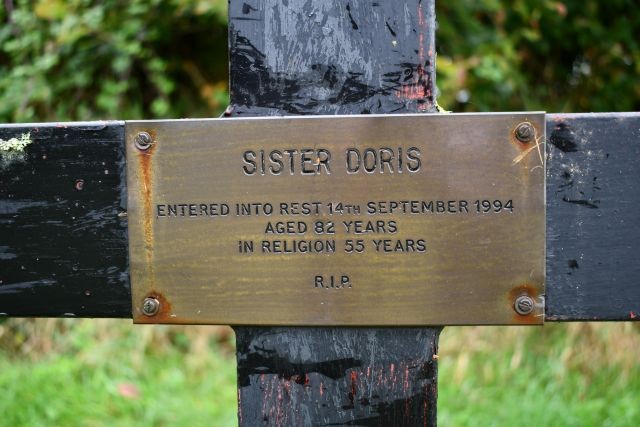 SISTER DORIS
ENTERED INTO REST 14TH SEPTEMBER 1994
AGED 82 YEARS
IN RELIGION 55 YEARS
R.I.P.